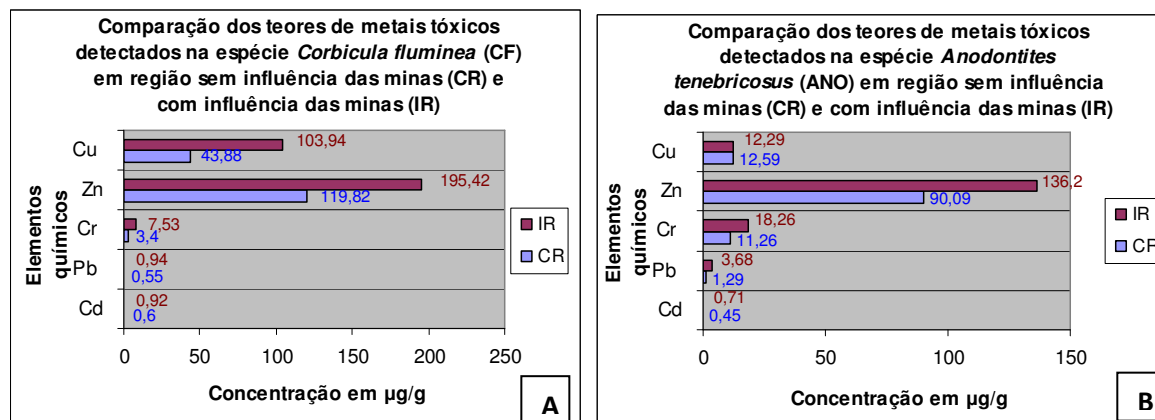 Comparação dos teores de metais tóxicos
detectados na espécie Corbicula fluminea (CF)
em região sem influência das minas (CR) e
com influência das minas (IR)
Elementos
químicos
Cu
103,94
43,88
Zn
195,42
119,82
Cr
7,53
3,4
Pb
0,94
0,55
Cd
0,92
0,6
IR
CR
0
50
100
150
200
250
Concentração em µg/g
A
Comparação dos teores de metais tóxicos
detectados na espécie Anodontites
tenebricosus (ANO) em região sem influência
das minas (CR) e com influência das minas (IR)
Elementos
químicos
Cu
12,29
12,59
Zn
136,2
90,09
Cr
18,26
11,26
Pb
3,68
1,29
Cd
0,71
0,45
IR
CR
0
50
100
150
Concentração em µg/g
B